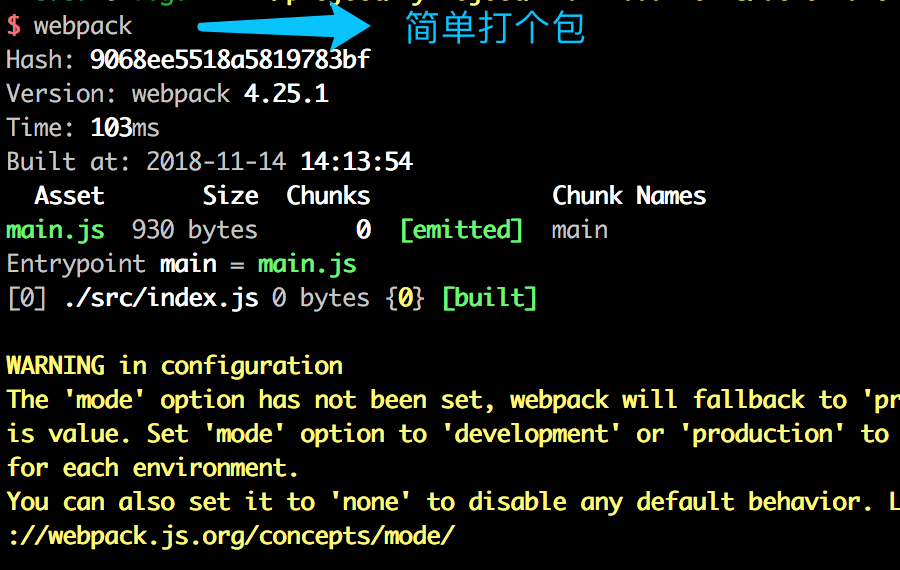 $ webpack 简单打个包
Hash: 9068ee5518a5819783bf
Version: webpack 4.25.1
Time: 103ms
Built at: 2018-11-14 14:13:54
Asset Size Chunks Chunk Names
main.js 930 bytes 0 [emitted] main
Entrypoint main = main.js
[0] ./src/index.js 0 bytes {0} [built]
WARNING in configuration
The 'mode' option has not been set, webpack will fallback to 'pr
is value. Set 'mode' option to 'development' or 'production' to
for each environment.
You can also set it to 'none' to disable any default behavior. L
://webpack.js.org/concepts/mode/